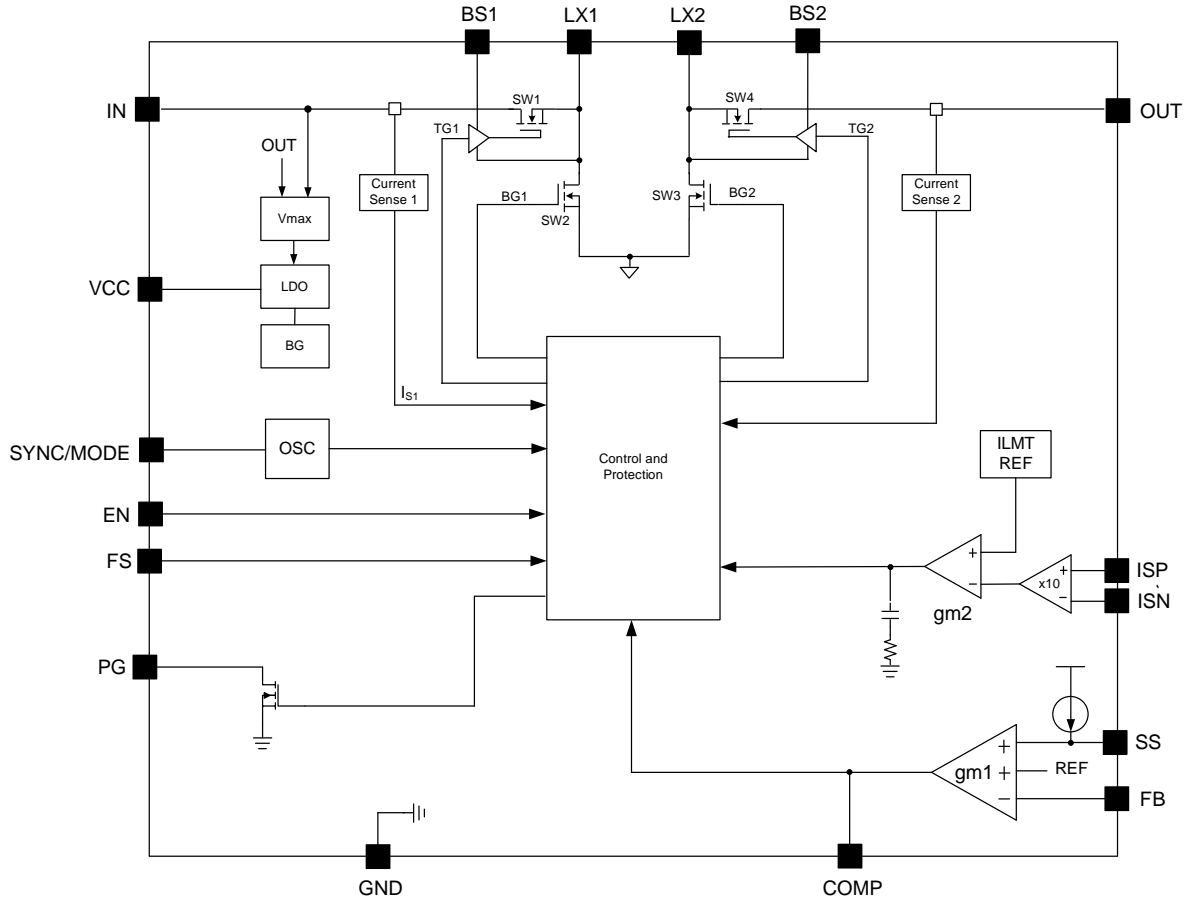 BS1
LX1
LX2
BS2
IN
OUT
SW1
SW4
TG1
TG2
OUT
Current
Sense 1
Current
Sense 2
BG1
SW2
SW3
BG2
Vmax
VCC
LDO
BG
IS1
SYNC/MODE
OSC
Control and
Protection
ILMT
REF
EN
FS
+
−
gm2
x10
+
−
ISP
ISN
PG
SS
gm1
+
+
−
REF
FB
GND
COMP